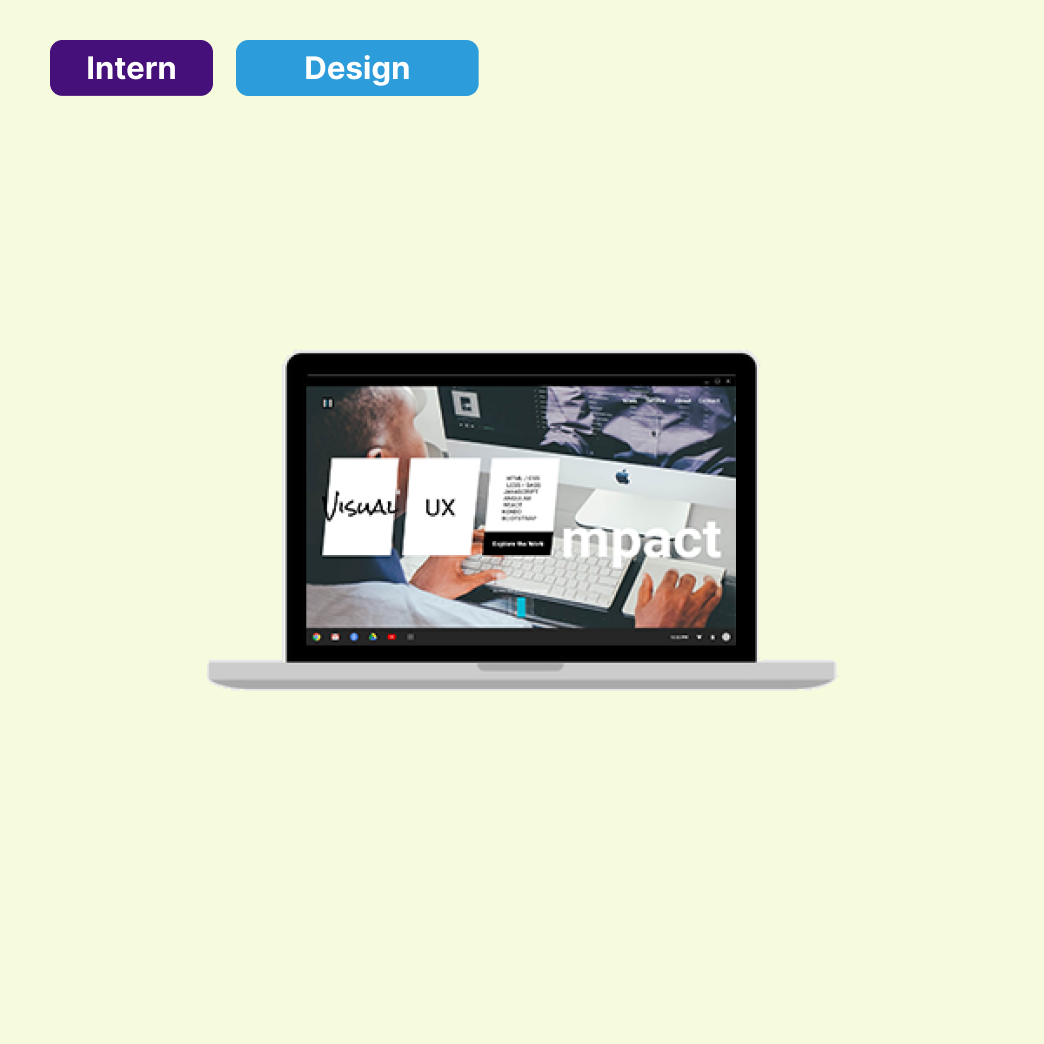 Intern Design
Work Service About Contact
Visual
UX
HTML / CSS
LESS - SASS
JAVASCRIPT
ANGULAR
REACT
KENDO
BOOTSTRAP
Explore the Work
mpact